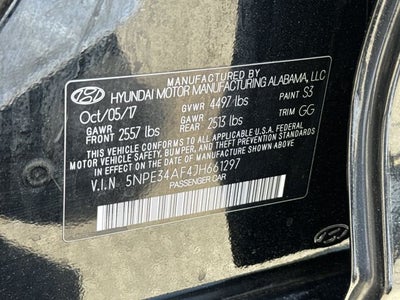 MANUFACTURED BY
HYUNDAI MOTOR MANUFACTURING ALABAMA, LLC
Oct/05/17 GVWR 4497 lbs PAINT S3
GAWR FRONT 2557 lbs GAWR REAR 2513 lbs TRIM GG
THIS VEHICLE CONFORMS TO ALL APPLICABLE U.S.A. FEDERAL
MOTOR VEHICLE SAFETY, BUMPER, AND THEFT PREVENTION STANDARDS
IN EFFECT ON THE DATE OF MANUFACTURE SHOWN ABOVE.
V.I.N 5NPE34AF4JH661297
PASSENGER CAR